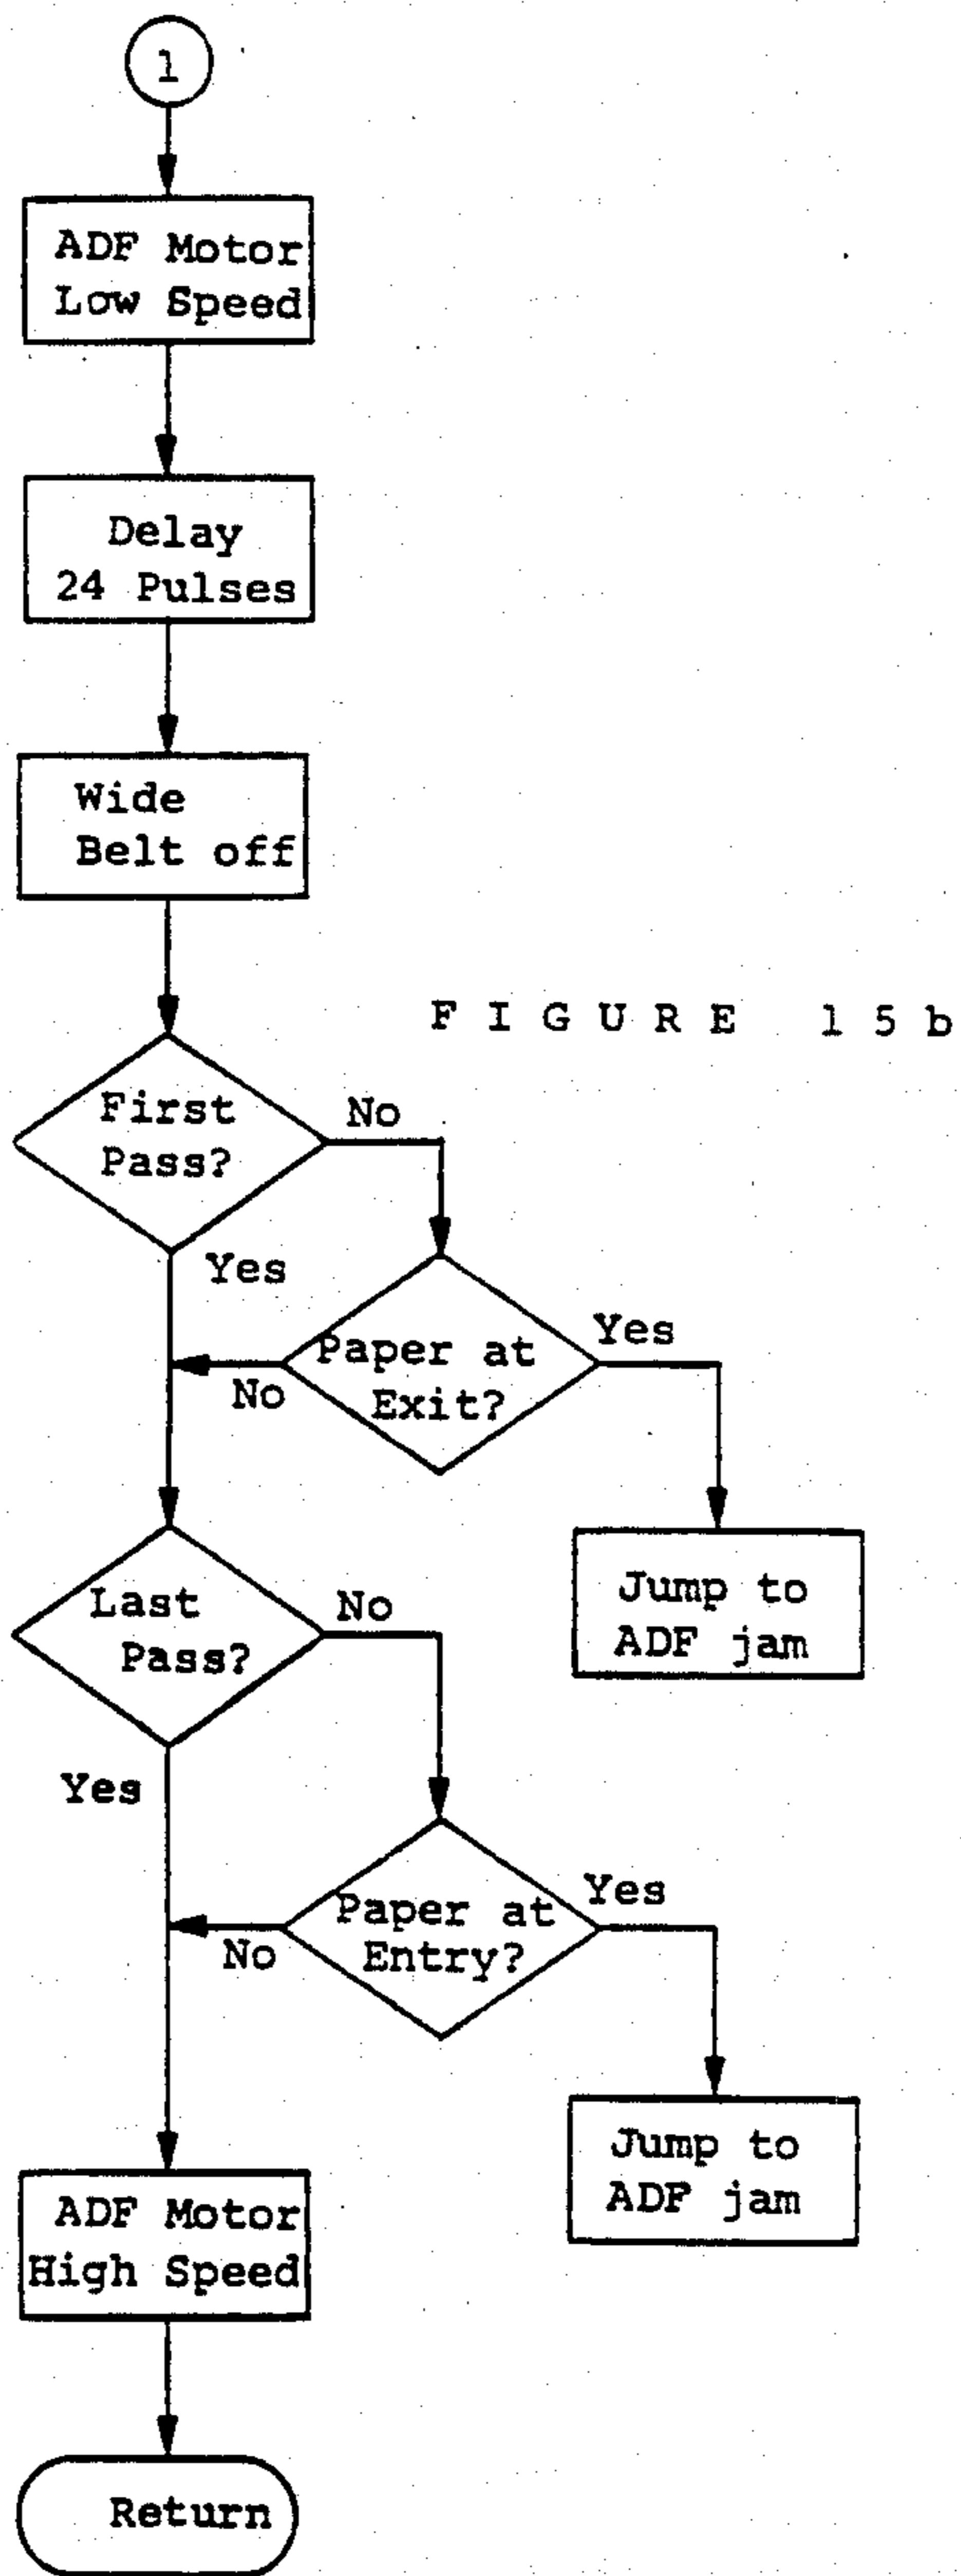 1
ADF Motor
Low Speed
Delay
24 Pulses
Wide
Belt off
FIGURE 15b
First
Pass?
No
Yes
Paper at
Exit?
Yes
No
Jump to
ADF jam
Last
Pass?
No
Yes
Paper at
Entry?
Yes
No
Jump to
ADF jam
ADF Motor
High Speed
Return